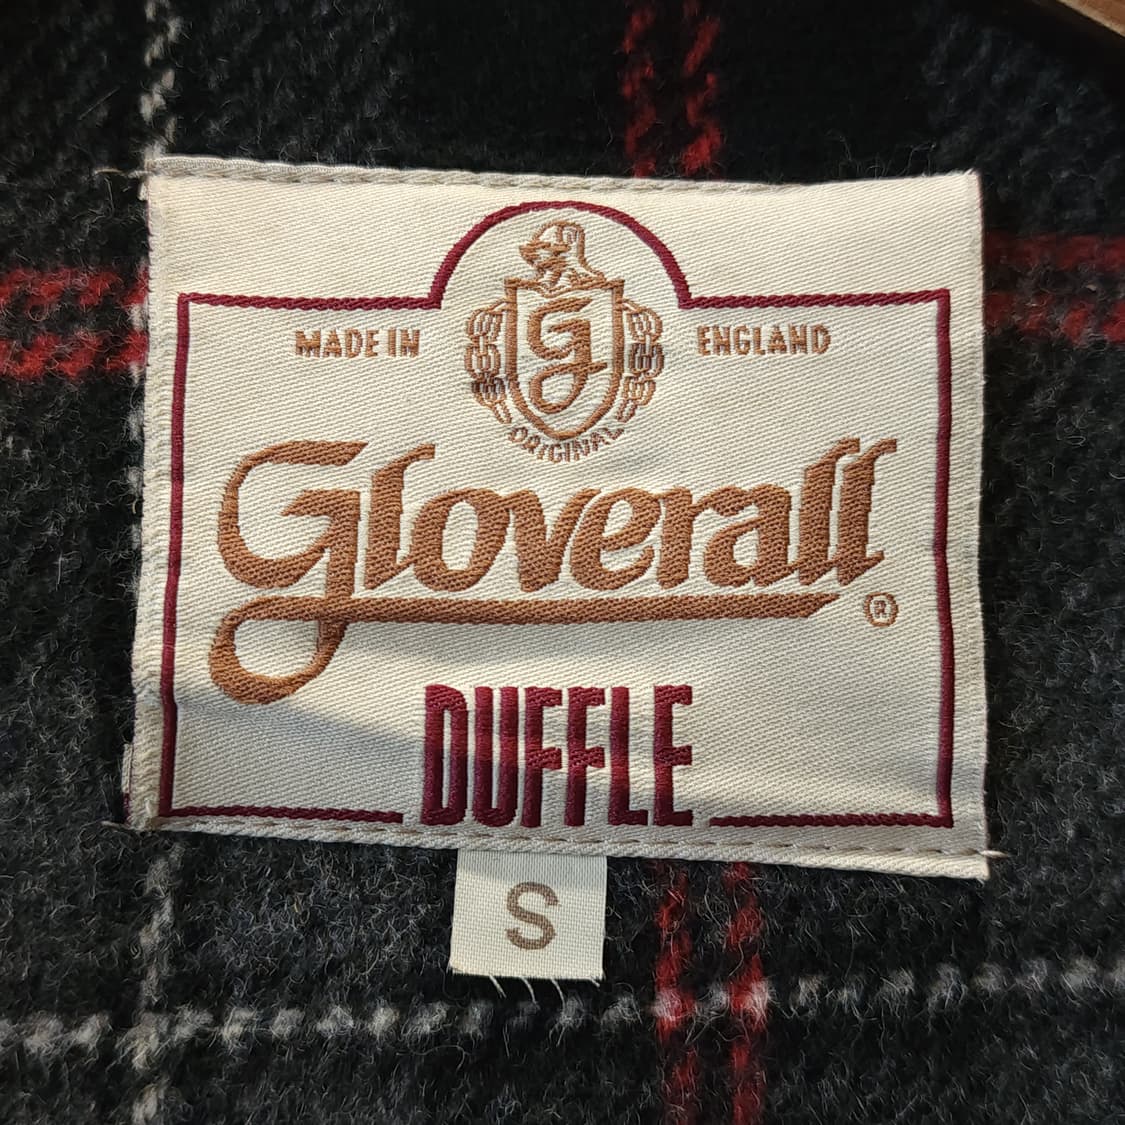 MADE IN ENGLAND
G
ORIGINAL
Gloverall
®
DUFFLE
S